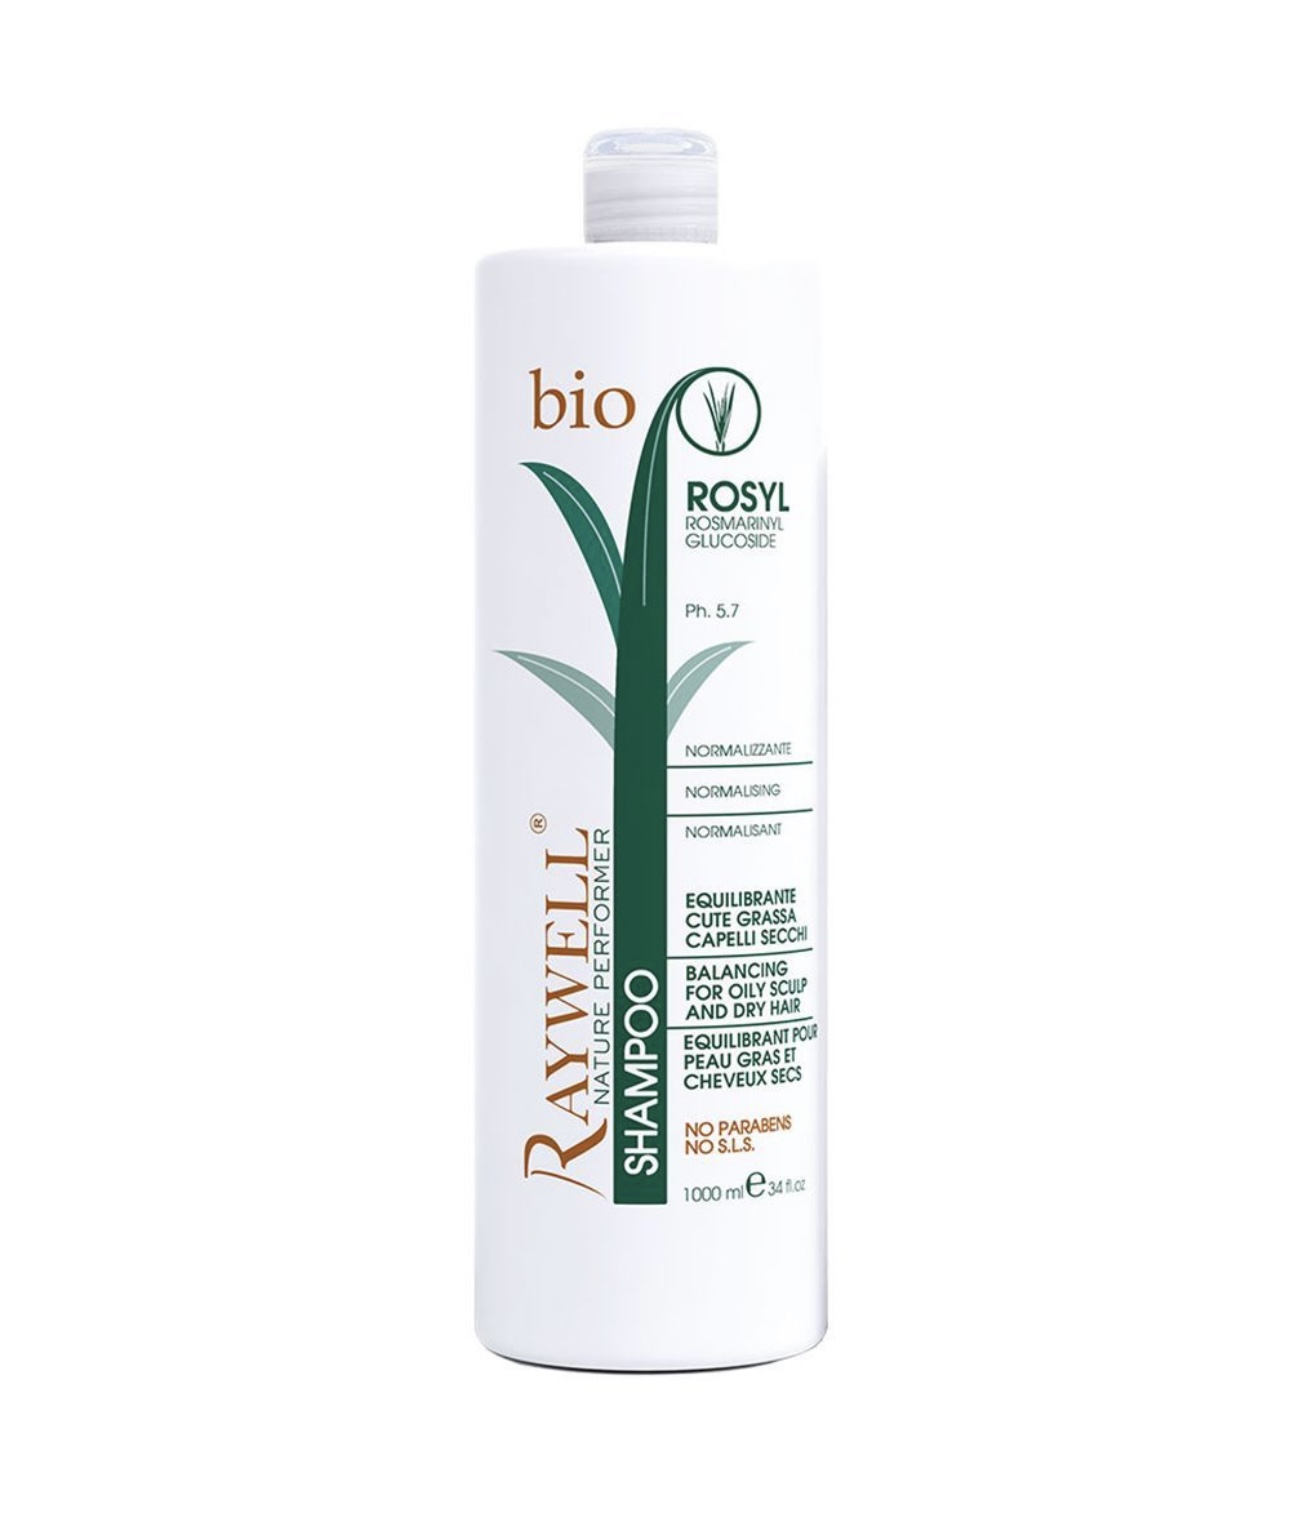 bio
ROSYL
ROSMARINYL
GLUCOSIDE
Ph. 5.7
NORMALIZZANTE
NORMALISING
NORMALISANT
EQUILIBRANTE
CUTE GRASSA
CAPELLI SECCHI
BALANCING
FOR OILY SCULP
AND DRY HAIR
EQUILIBRANT POUR
PEAU GRAS ET
CHEVEUX SECS
NO PARABENS
NO S.L.S.
1000 ml e 34 fl.oz
RAYWELL®
NATURE PERFORMER
SHAMPOO